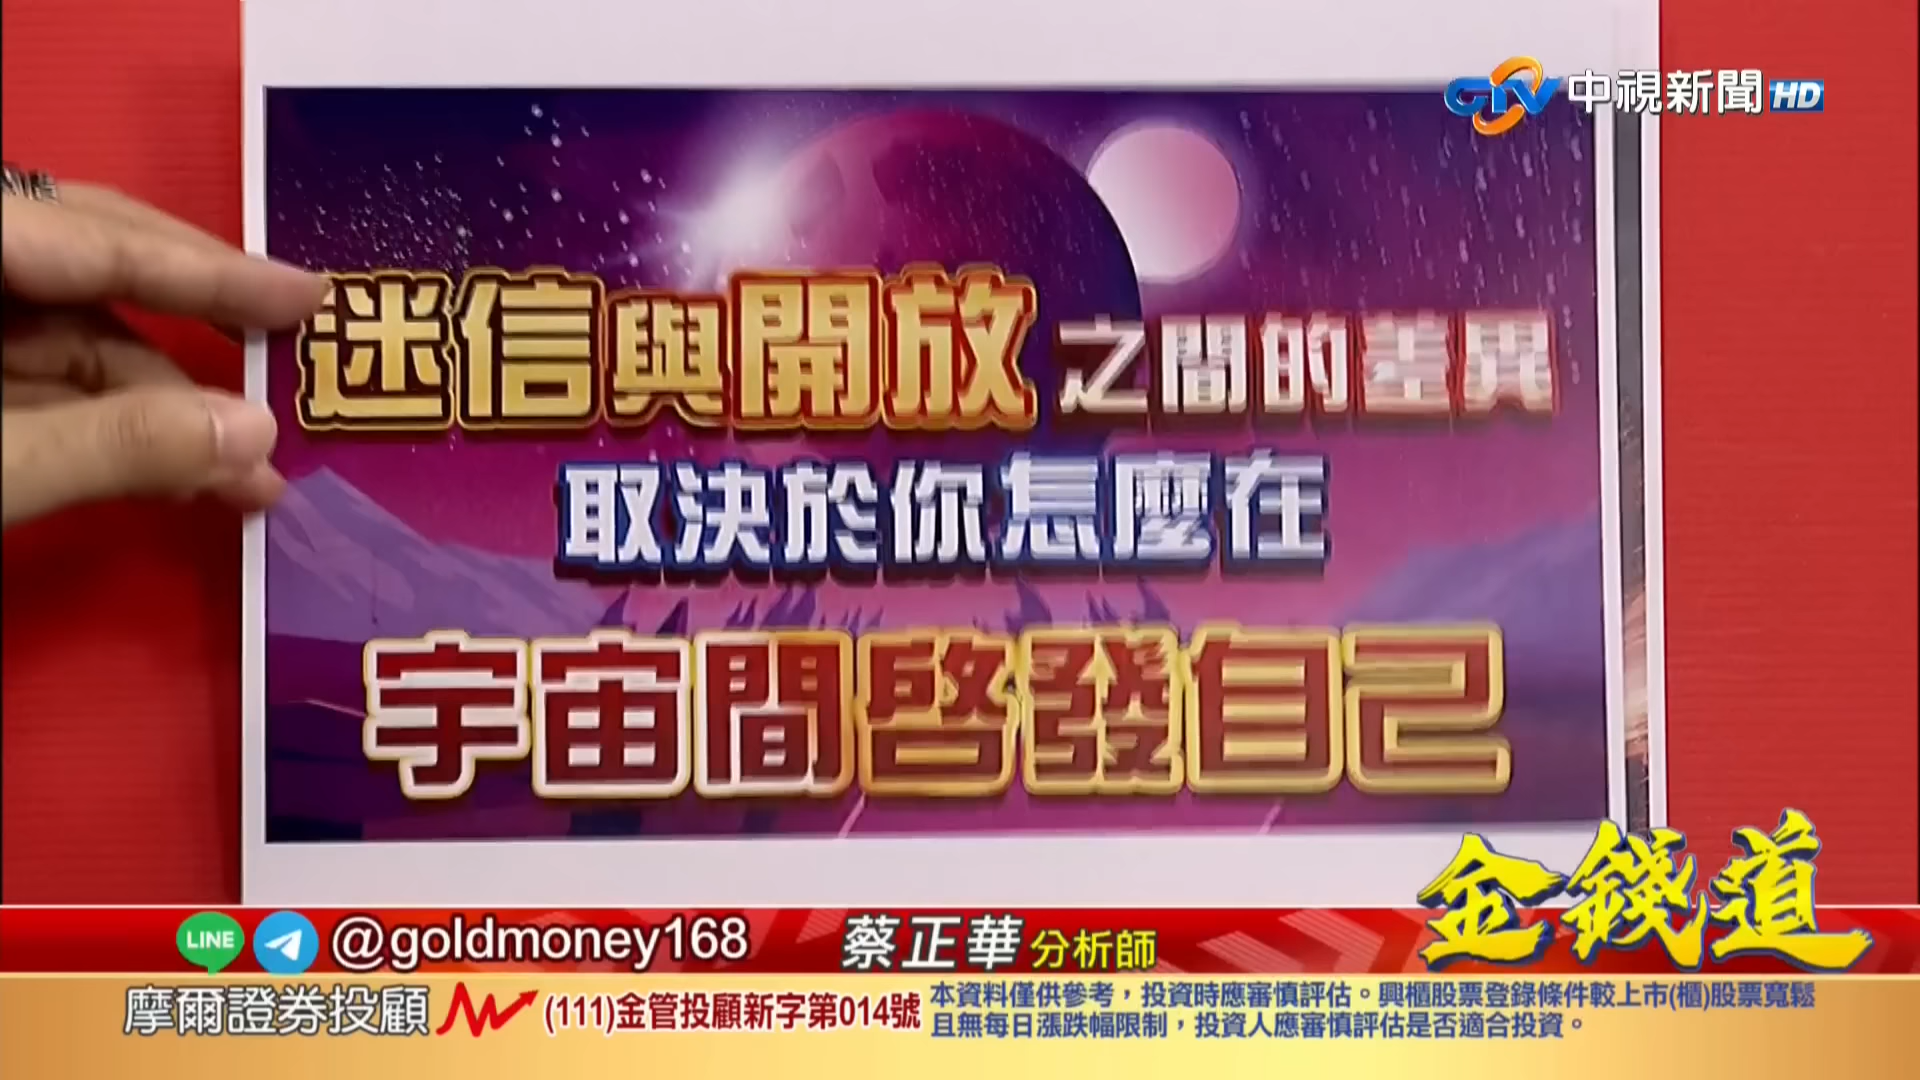 CTV 中視新聞 HD
迷信與開放之間的差異
取決於你怎麼在
宇宙間啓發自己
金錢道
LINE @goldmoney168 蔡正華 分析師
摩爾證券投顧 (111)金管投顧新字第014號
本資料僅供參考，投資時應審慎評估。興櫃股票登錄條件較上市(櫃)股票寬鬆
且無每日漲跌幅限制，投資人應審慎評估是否適合投資。